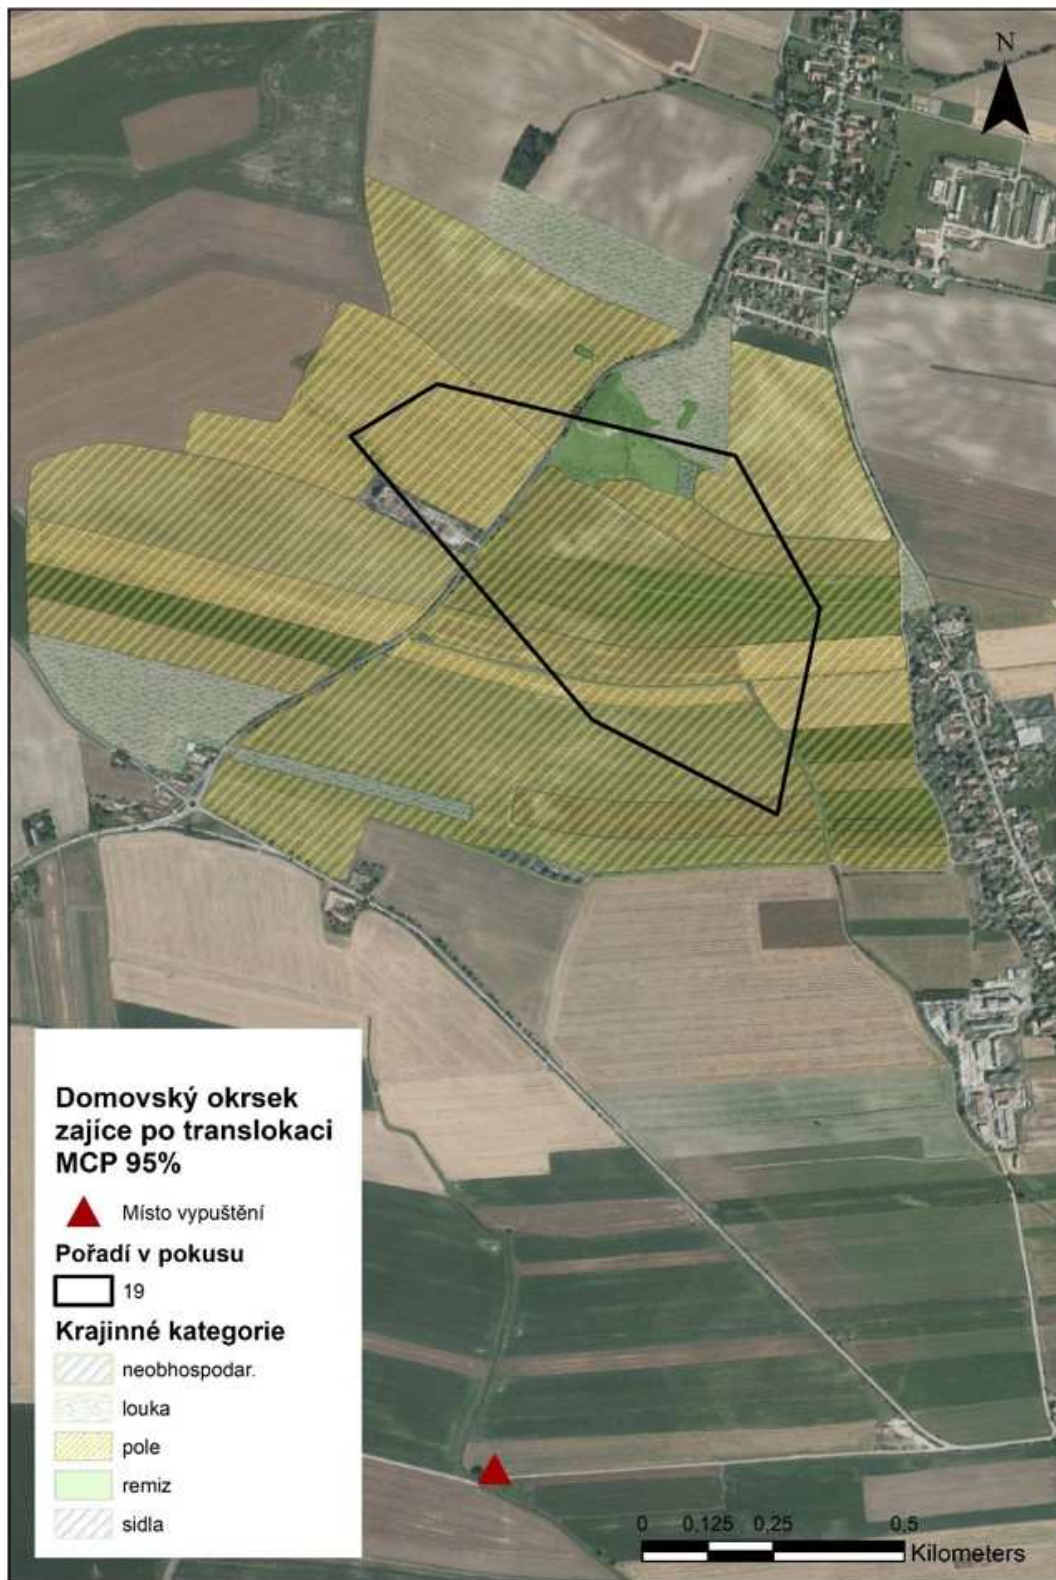 N
Domovský okrsek
zajíce po translokaci
MCP 95%
Místo vypuštění
Pořadí v pokusu
19
Krajinné kategorie
neobhospodar.
louka
pole
remiz
sidla
0 0,125 0,25 0,5
Kilometers